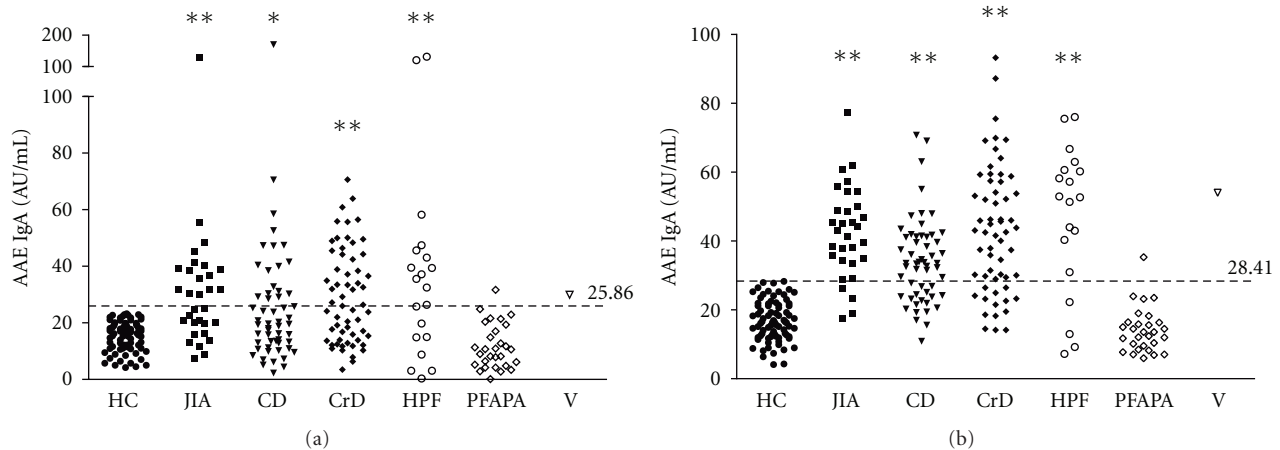 ** * **
200
100
100
**
80
60
40
20
0
AAE IgA (AU/mL)
25.86
HC JIA CD CrD HPF PFAPA V
(a)
**
100
** ** **
80
60
40
20
0
AAE IgA (AU/mL)
28.41
HC JIA CD CrD HPF PFAPA V
(b)